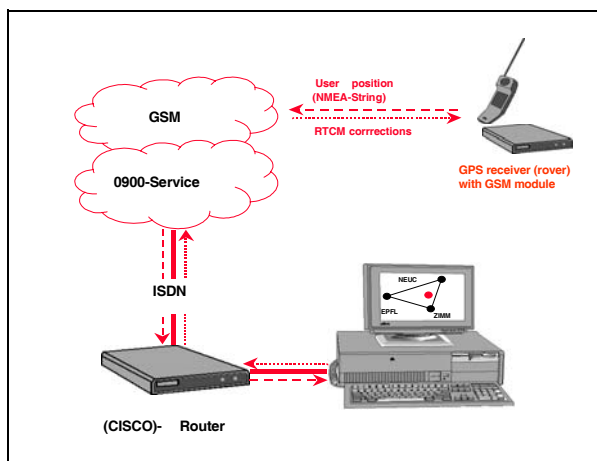 User position
(NMEA-String)
GSM
RTCM corrrections
0900-Service
GPS receiver (rover)
with GSM module
ISDN
NEUC
EPFL
ZIMM
(CISCO)- Router